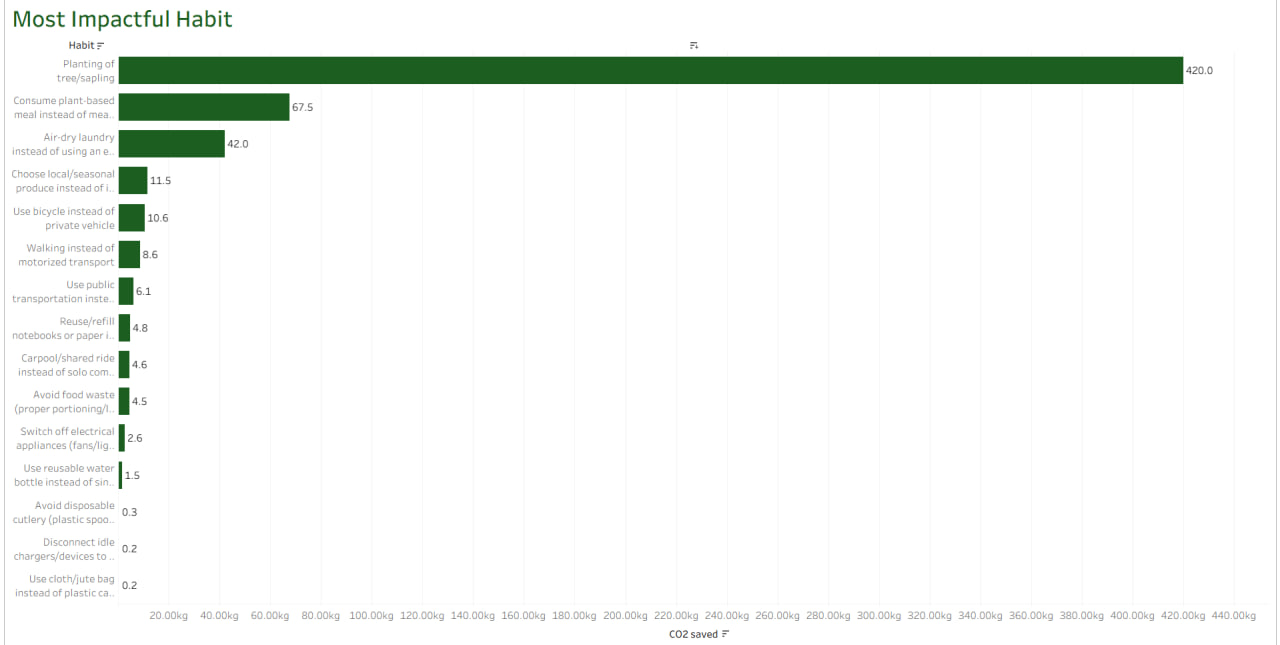 Most Impactful Habit
Habit
Planting of
tree/sapling
420.0
Consume plant-based
meal instead of mea..
67.5
Air-dry laundry
instead of using an e..
42.0
Choose local/seasonal
produce instead of i..
11.5
Use bicycle instead of
private vehicle
10.6
Walking instead of
motorized transport
8.6
Use public
transportation inste..
6.1
Reuse/refill
notebooks or paper i..
4.8
Carpool/shared ride
instead of solo com..
4.6
Avoid food waste
(proper portioning/l..
4.5
Switch off electrical
appliances (fans/lig..
2.6
Use reusable water
bottle instead of sin..
1.5
Avoid disposable
cutlery (plastic spoo..
0.3
Disconnect idle
chargers/devices to ..
0.2
Use cloth/jute bag
instead of plastic ca..
0.2
20.00kg 40.00kg 60.00kg 80.00kg 100.00kg 120.00kg 140.00kg 160.00kg 180.00kg 200.00kg 220.00kg 240.00kg 260.00kg 280.00kg 300.00kg 320.00kg 340.00kg 360.00kg 380.00kg 400.00kg 420.00kg 440.00kg
CO2 saved